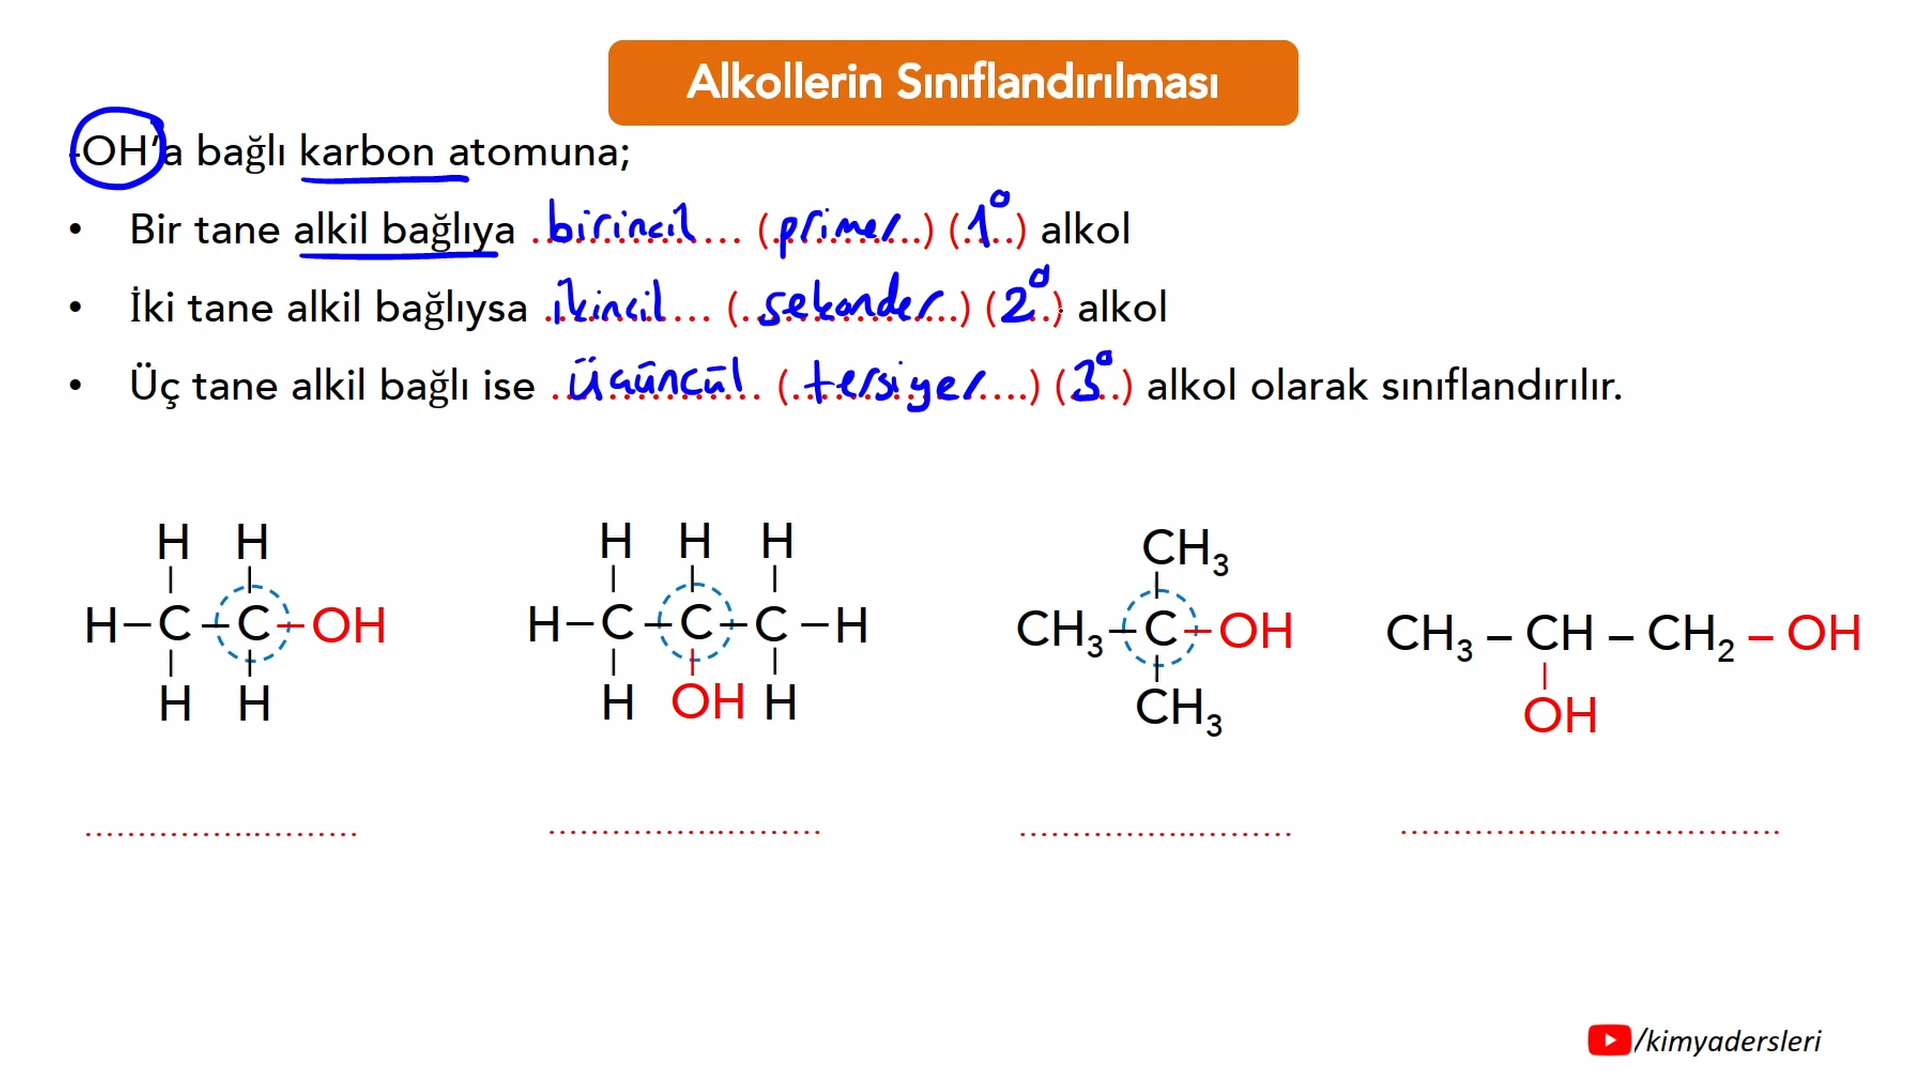 Alkollerin Sınıflandırılması
-OH'a bağlı karbon atomuna;
• Bir tane alkil bağlıya birincil (primer) (1°) alkol
• İki tane alkil bağlıysa ikincil (sekonder) (2°) alkol
• Üç tane alkil bağlı ise üçüncül (tersiyer) (3°) alkol olarak sınıflandırılır.
H H
H–C–C–OH
H H
H H H
H–C–C–C–H
H OH H
CH₃
CH₃–C–OH
CH₃
CH₃ – CH – CH₂ – OH
OH
/kimyadersleri